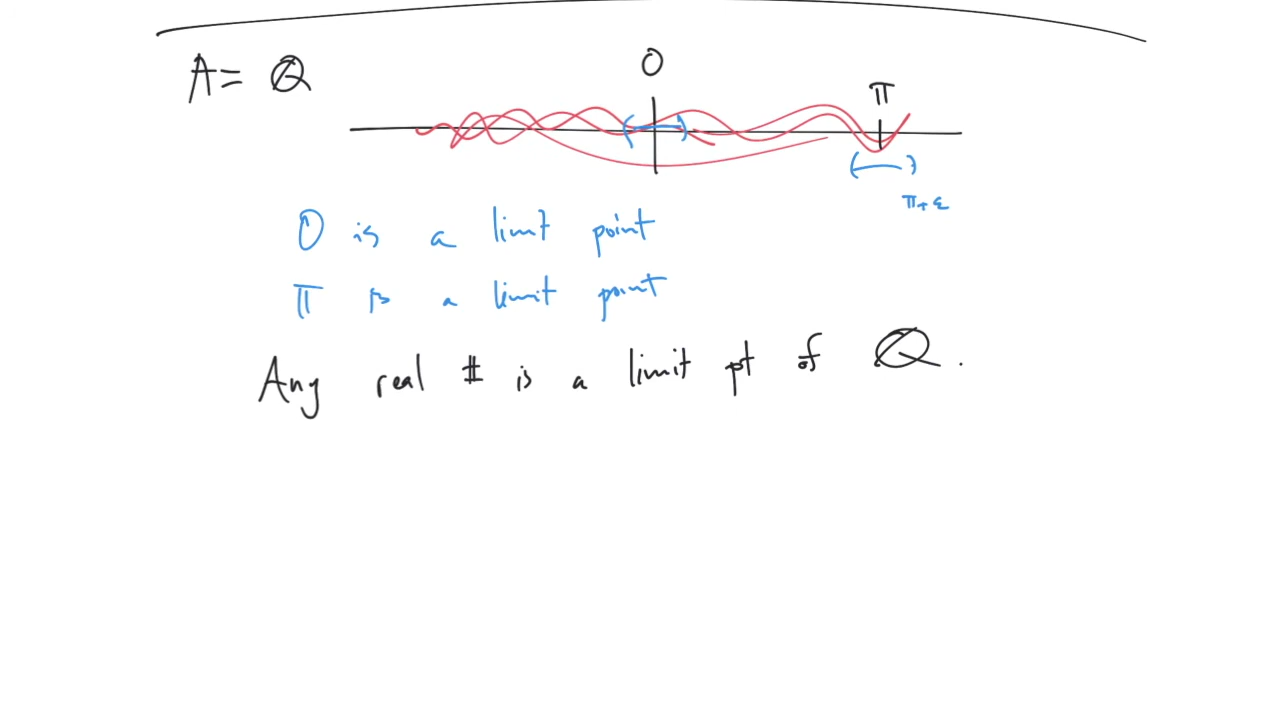 A = ℚ
0
π
π+ε
0 is a limit point
π is a limit point
Any real # is a limit pt of ℚ.